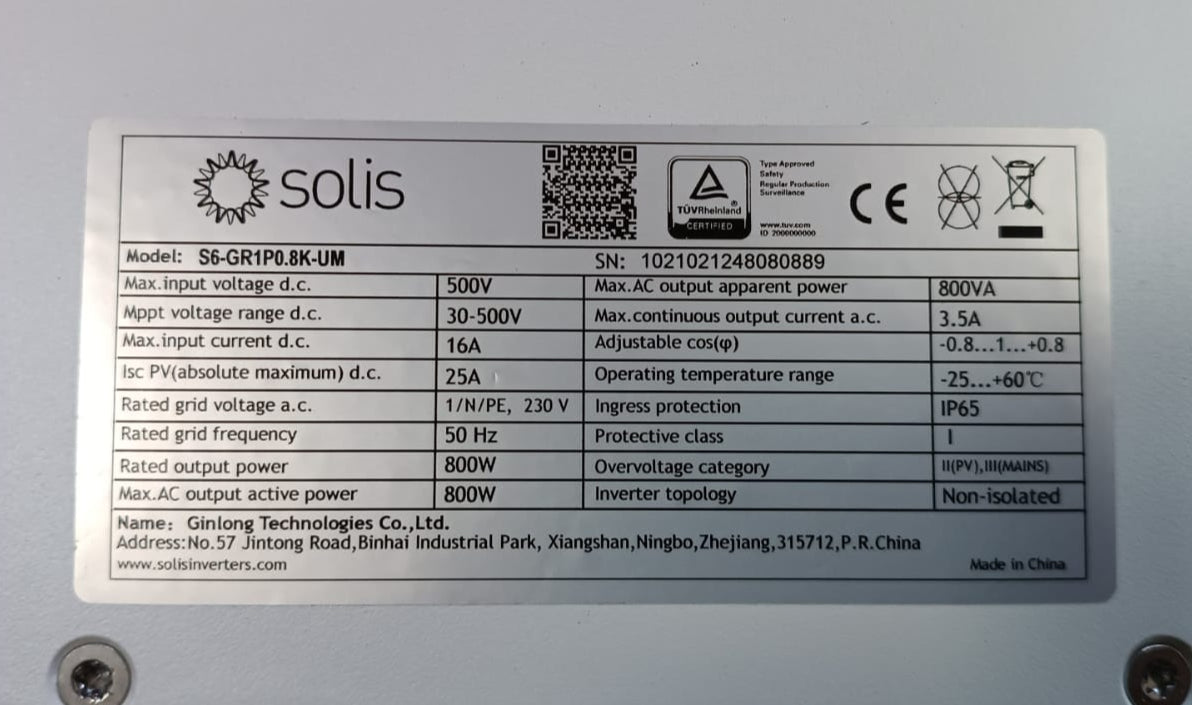 solis
TÜVRheinland®
CERTIFIED
Type Approved
Safety
Regular Production
Surveillance
www.tuv.com
ID 2000000000
CE
Model: S6-GR1P0.8K-UM SN: 1021021248080889
Max.input voltage d.c. 500V Max.AC output apparent power 800VA
Mppt voltage range d.c. 30-500V Max.continuous output current a.c. 3.5A
Max.input current d.c. 16A Adjustable cos(φ) -0.8...1...+0.8
Isc PV(absolute maximum) d.c. 25A Operating temperature range -25...+60℃
Rated grid voltage a.c. 1/N/PE, 230 V Ingress protection IP65
Rated grid frequency 50 Hz Protective class I
Rated output power 800W Overvoltage category II(PV),III(MAINS)
Max.AC output active power 800W Inverter topology Non-isolated
Name: Ginlong Technologies Co.,Ltd.
Address:No.57 Jintong Road,Binhai Industrial Park, Xiangshan,Ningbo,Zhejiang,315712,P.R.China
www.solisinverters.com Made in China